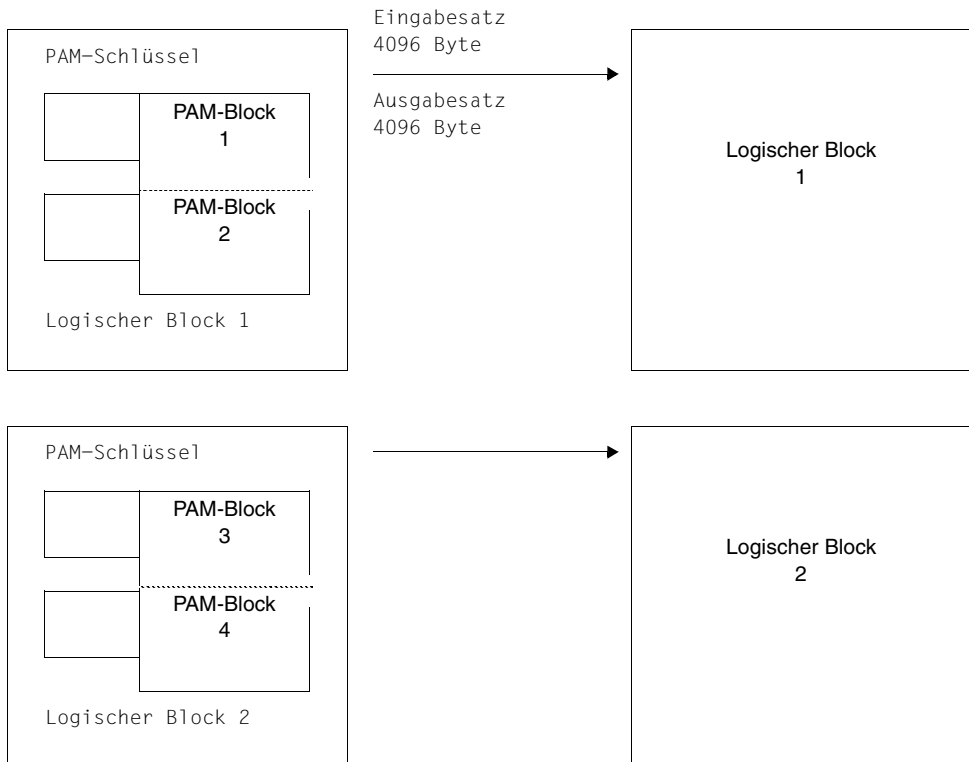 Eingabesatz
4096 Byte
PAM-Schlüssel
Ausgabesatz
4096 Byte
PAM-Block
1
PAM-Block
2
Logischer Block 1
Logischer Block
1
PAM-Schlüssel
PAM-Block
3
PAM-Block
4
Logischer Block 2
Logischer Block
2